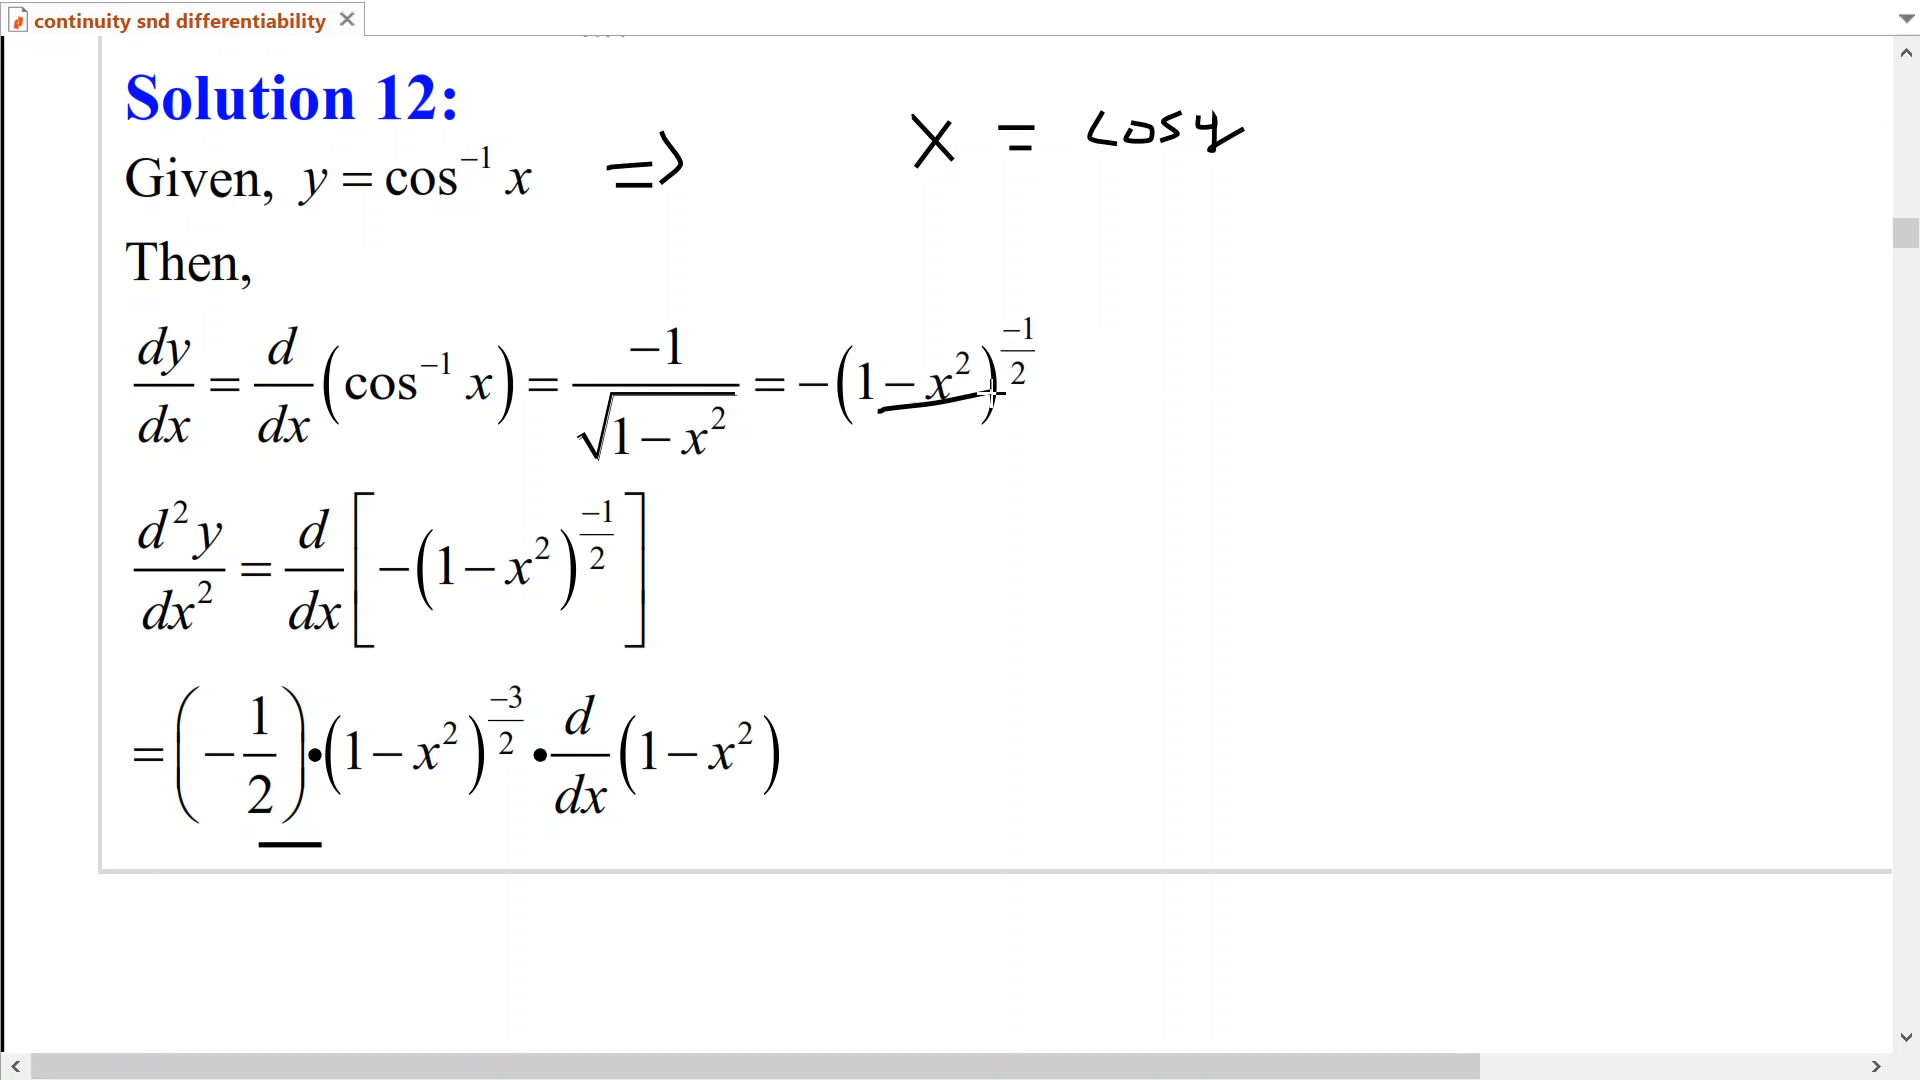 continuity snd differentiability
Solution 12:
Given, y = cos⁻¹ x => x = cosy
Then,
dy/dx = d/dx (cos⁻¹ x) = -1/√(1-x²) = -(1-x²)^(-1/2)
d²y/dx² = d/dx [-(1-x²)^(-1/2)]
= (-1/2)•(1-x²)^(-3/2)•d/dx(1-x²)